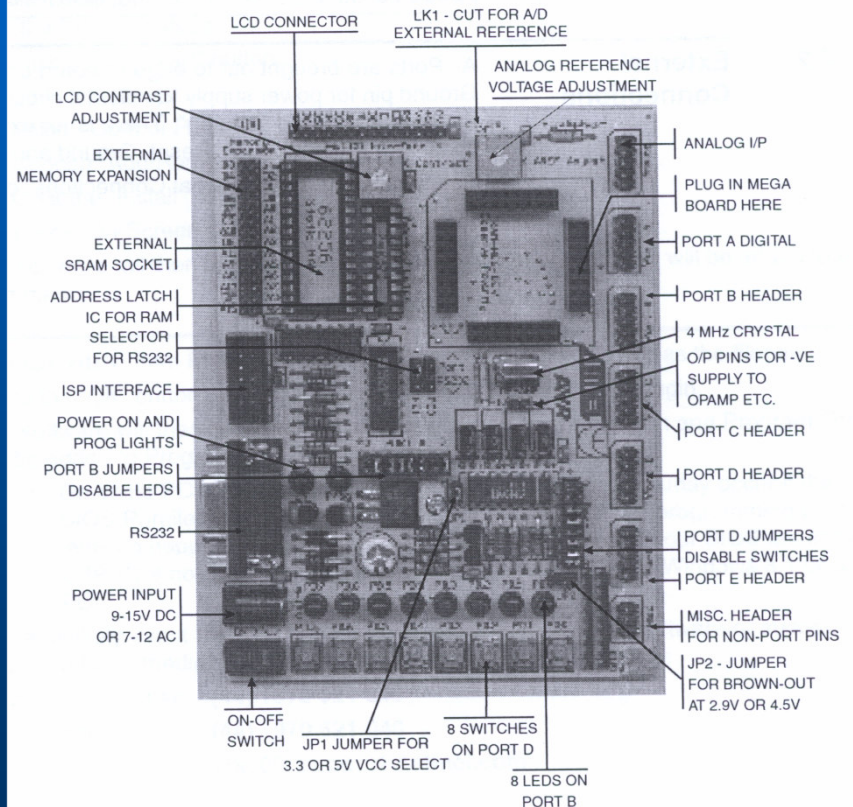 LCD CONNECTOR
LK1 - CUT FOR A/D
EXTERNAL REFERENCE
ANALOG REFERENCE
VOLTAGE ADJUSTMENT
LCD CONTRAST
ADJUSTMENT
EXTERNAL
MEMORY EXPANSION
EXTERNAL
SRAM SOCKET
ADDRESS LATCH
IC FOR RAM
SELECTOR
FOR RS232
ISP INTERFACE
POWER ON AND
PROG LIGHTS
PORT B JUMPERS
DISABLE LEDS
RS232
POWER INPUT
9-15V DC
OR 7-12 AC
ON-OFF
SWITCH
JP1 JUMPER FOR
3.3 OR 5V VCC SELECT
8 SWITCHES
ON PORT D
8 LEDS ON
PORT B
ANALOG I/P
PLUG IN MEGA
BOARD HERE
PORT A DIGITAL
PORT B HEADER
4 MHz CRYSTAL
O/P PINS FOR -VE
SUPPLY TO
OPAMP ETC.
PORT C HEADER
PORT D HEADER
PORT D JUMPERS
DISABLE SWITCHES
PORT E HEADER
MISC. HEADER
FOR NON-PORT PINS
JP2 - JUMPER
FOR BROWN-OUT
AT 2.9V OR 4.5V
62256
AVR